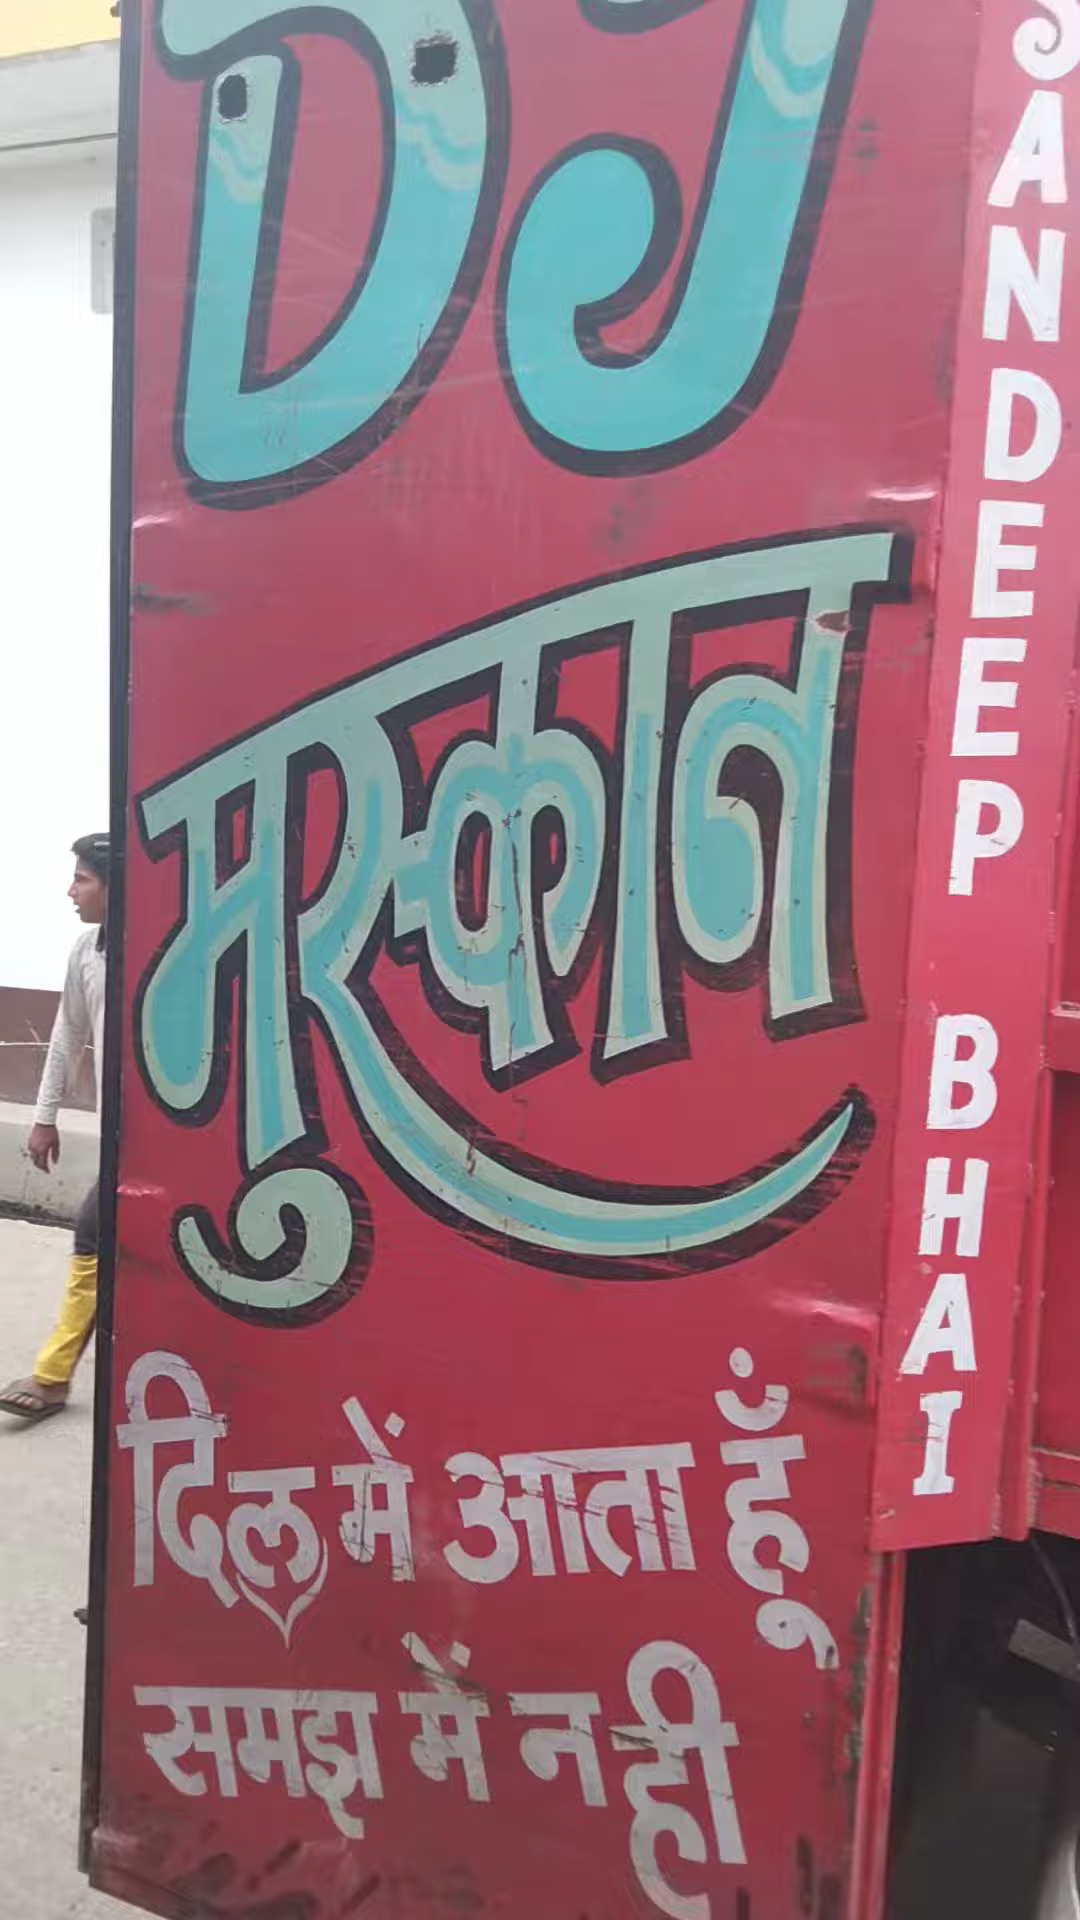 DJ
मुस्कान
दिल में आता हूँ
समझ में नही
SANDEEP BHAI